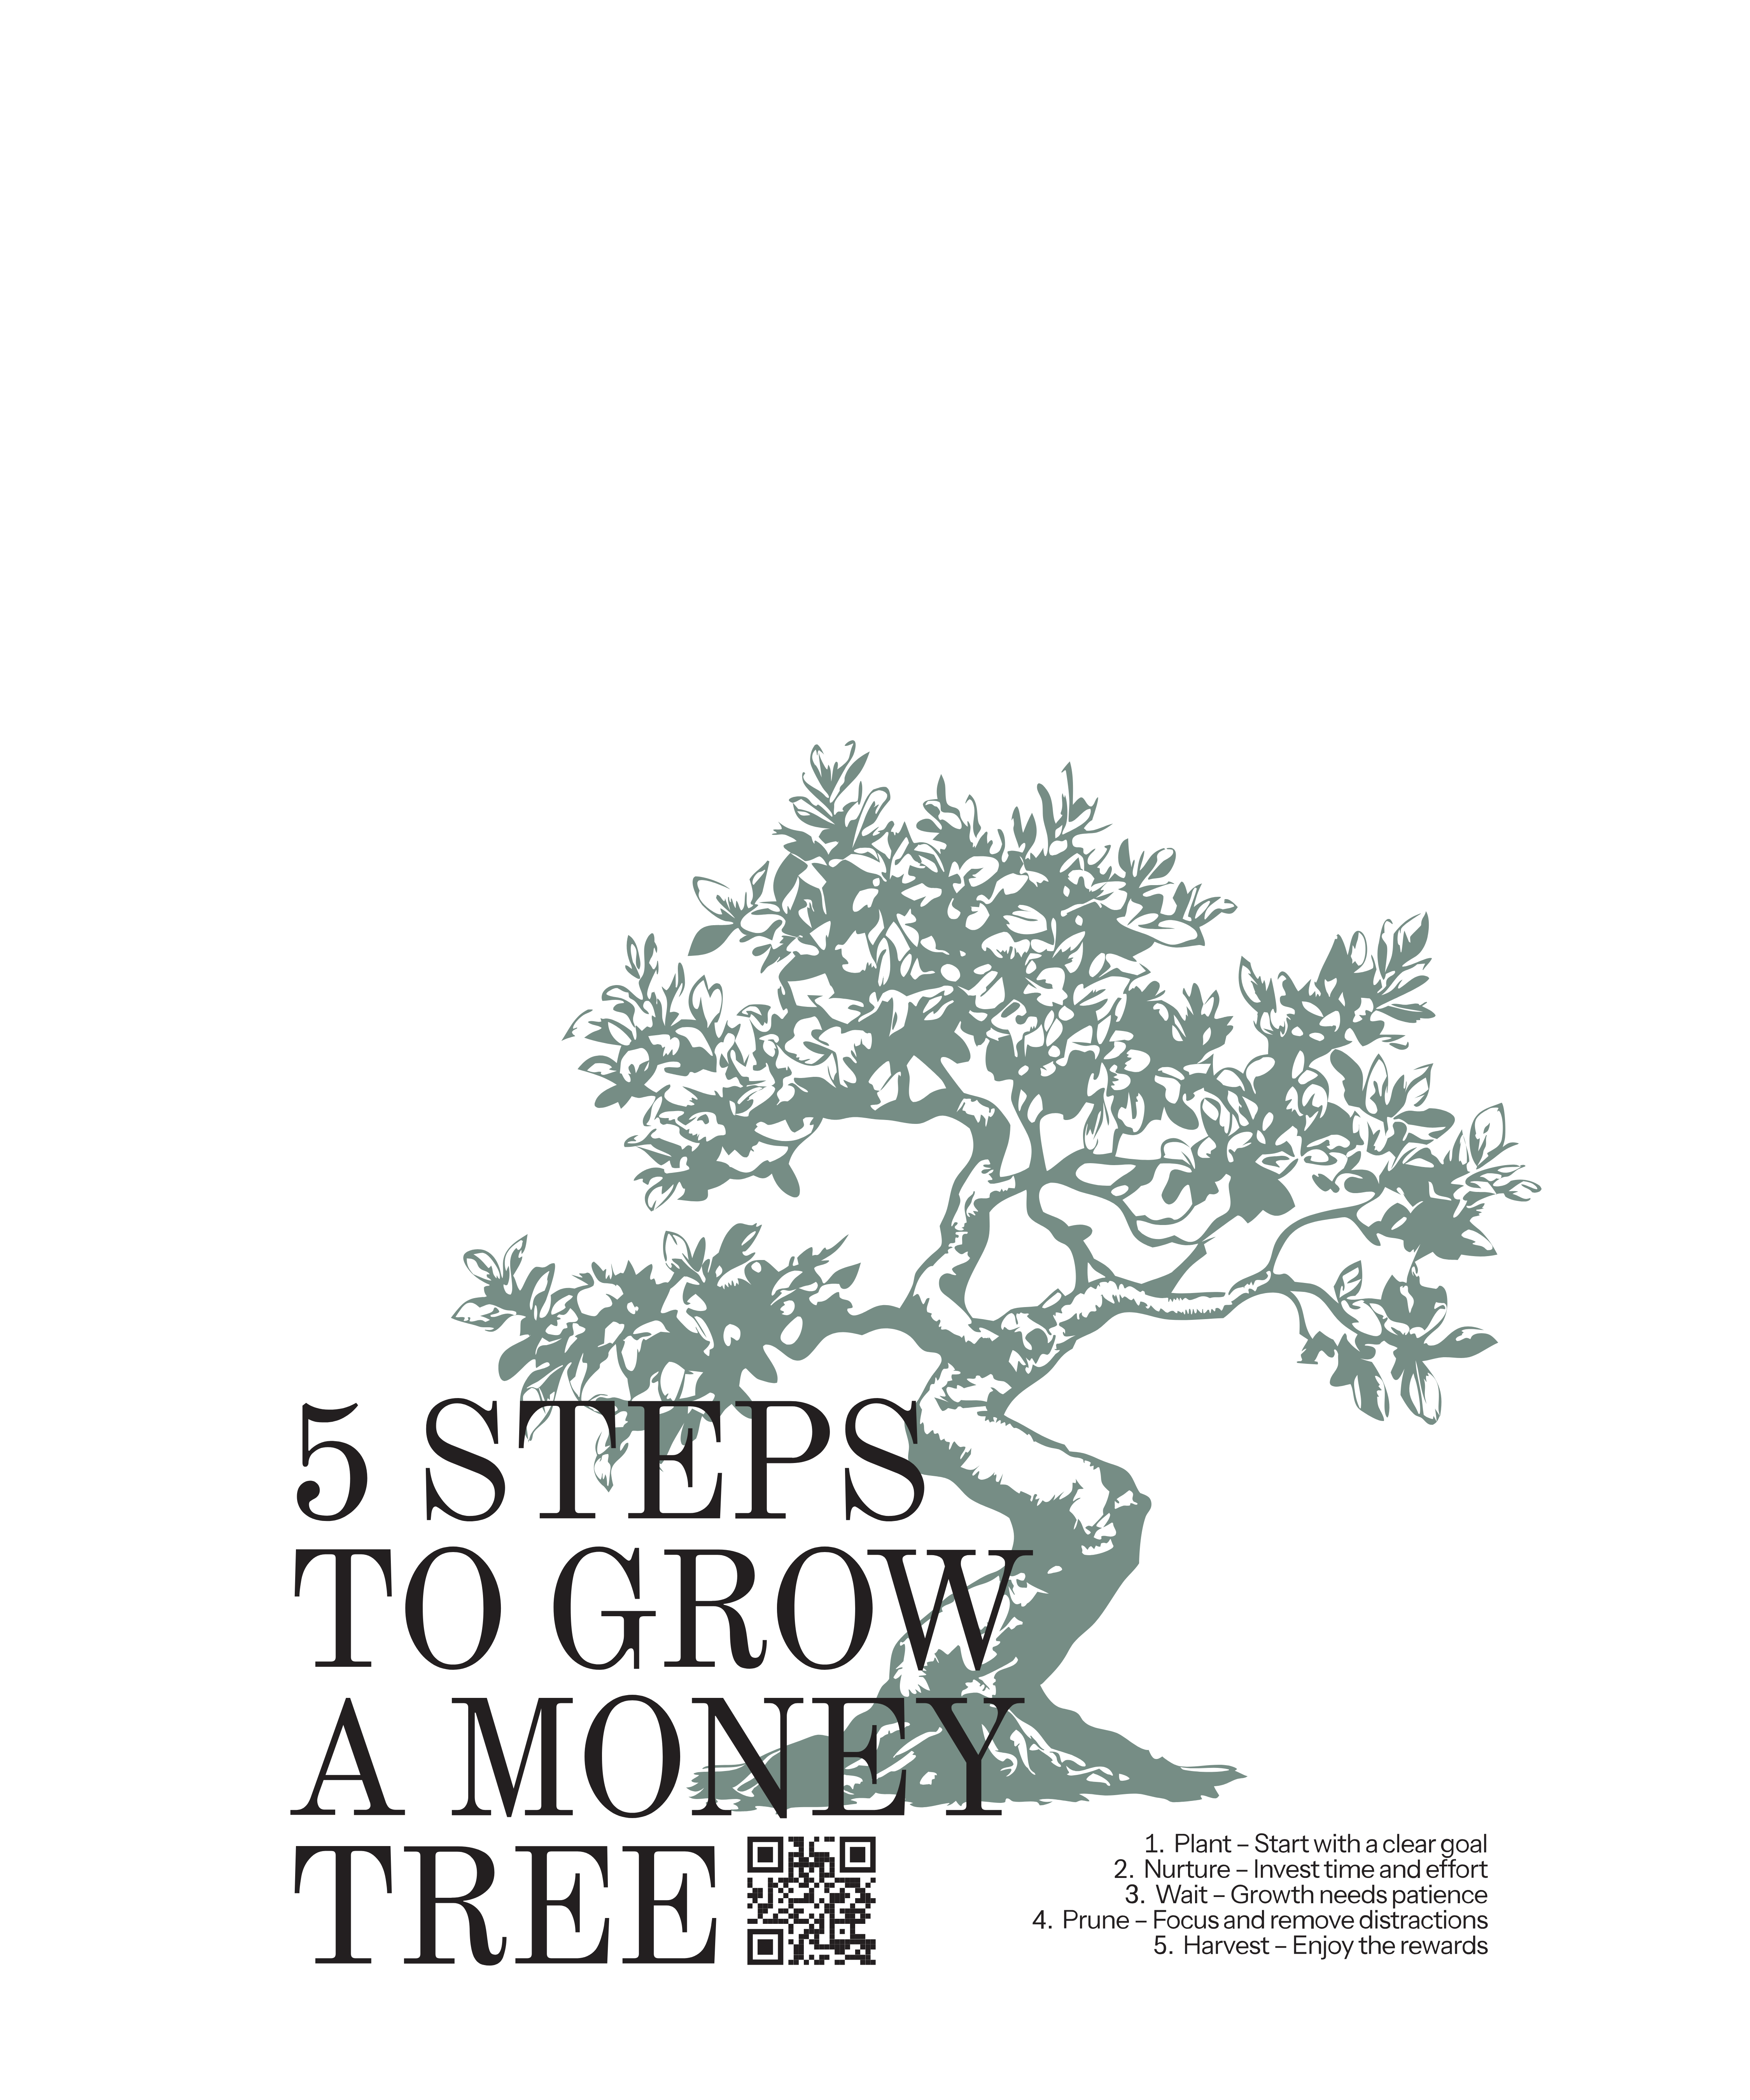 5 STEPS
TO GROW
A MONEY
TREE
1. Plant – Start with a clear goal
2. Nurture – Invest time and effort
3. Wait – Growth needs patience
4. Prune – Focus and remove distractions
5. Harvest – Enjoy the rewards